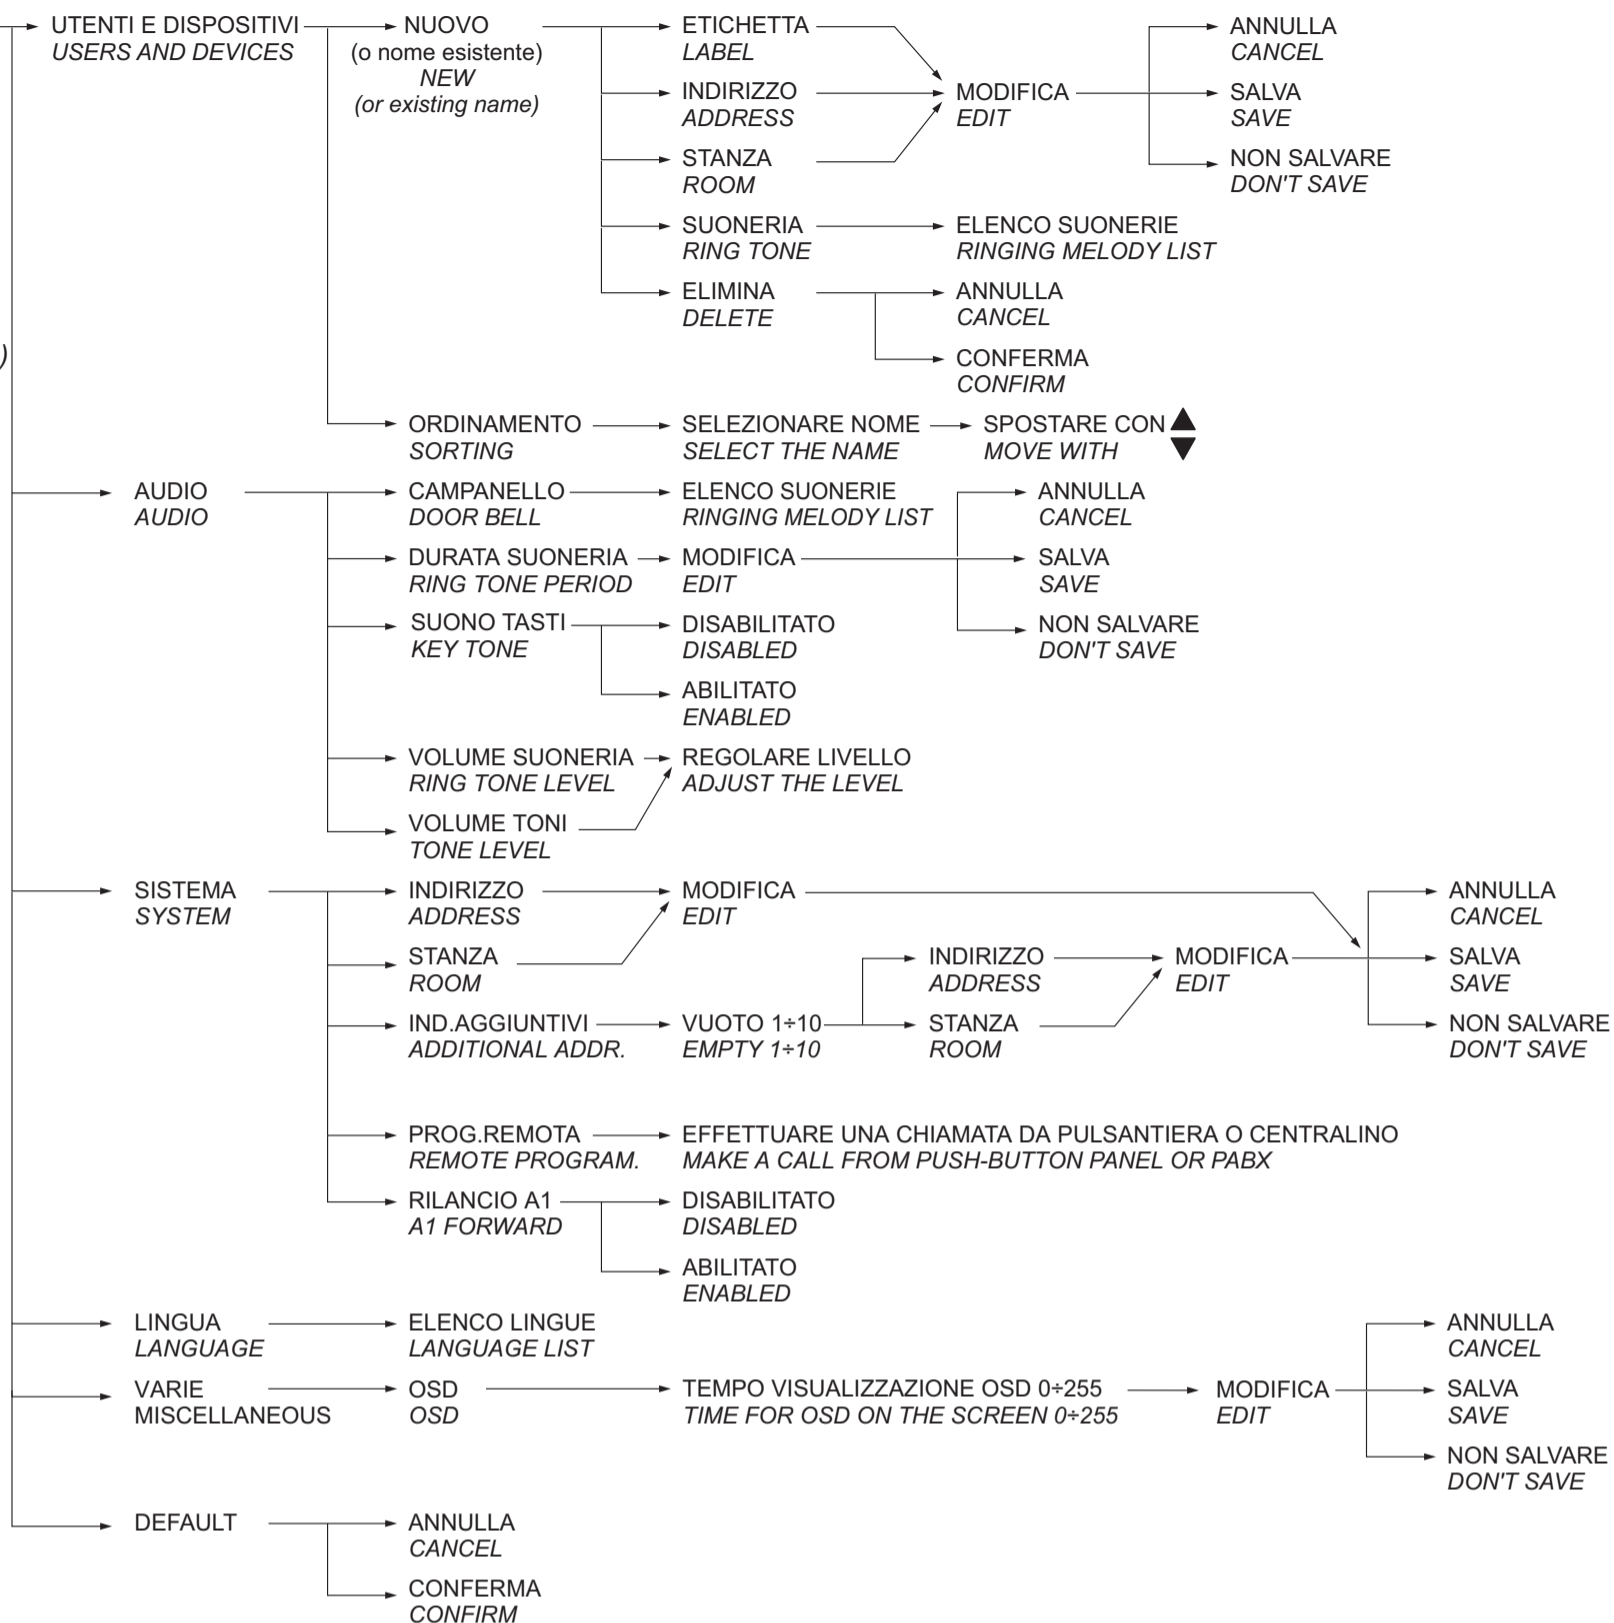 UTENTI E DISPOSITIVI
USERS AND DEVICES
NUOVO
(o nome esistente)
NEW
(or existing name)
ETICHETTA
LABEL
INDIRIZZO
ADDRESS
STANZA
ROOM
MODIFICA
EDIT
ANNULLA
CANCEL
SALVA
SAVE
NON SALVARE
DON'T SAVE
SUONERIA
RING TONE
ELENCO SUONERIE
RINGING MELODY LIST
ELIMINA
DELETE
ANNULLA
CANCEL
CONFERMA
CONFIRM
)
ORDINAMENTO
SORTING
SELEZIONARE NOME
SELECT THE NAME
SPOSTARE CON
MOVE WITH
AUDIO
AUDIO
CAMPANELLO
DOOR BELL
ELENCO SUONERIE
RINGING MELODY LIST
DURATA SUONERIA
RING TONE PERIOD
MODIFICA
EDIT
ANNULLA
CANCEL
SALVA
SAVE
NON SALVARE
DON'T SAVE
SUONO TASTI
KEY TONE
DISABILITATO
DISABLED
ABILITATO
ENABLED
VOLUME SUONERIA
RING TONE LEVEL
REGOLARE LIVELLO
ADJUST THE LEVEL
VOLUME TONI
TONE LEVEL
SISTEMA
SYSTEM
INDIRIZZO
ADDRESS
MODIFICA
EDIT
STANZA
ROOM
IND.AGGIUNTIVI
ADDITIONAL ADDR.
VUOTO 1÷10
EMPTY 1÷10
INDIRIZZO
ADDRESS
STANZA
ROOM
MODIFICA
EDIT
ANNULLA
CANCEL
SALVA
SAVE
NON SALVARE
DON'T SAVE
PROG.REMOTA
REMOTE PROGRAM.
EFFETTUARE UNA CHIAMATA DA PULSANTIERA O CENTRALINO
MAKE A CALL FROM PUSH-BUTTON PANEL OR PABX
RILANCIO A1
A1 FORWARD
DISABILITATO
DISABLED
ABILITATO
ENABLED
LINGUA
LANGUAGE
ELENCO LINGUE
LANGUAGE LIST
VARIE
MISCELLANEOUS
OSD
OSD
TEMPO VISUALIZZAZIONE OSD 0÷255
TIME FOR OSD ON THE SCREEN 0÷255
MODIFICA
EDIT
ANNULLA
CANCEL
SALVA
SAVE
NON SALVARE
DON'T SAVE
DEFAULT
ANNULLA
CANCEL
CONFERMA
CONFIRM